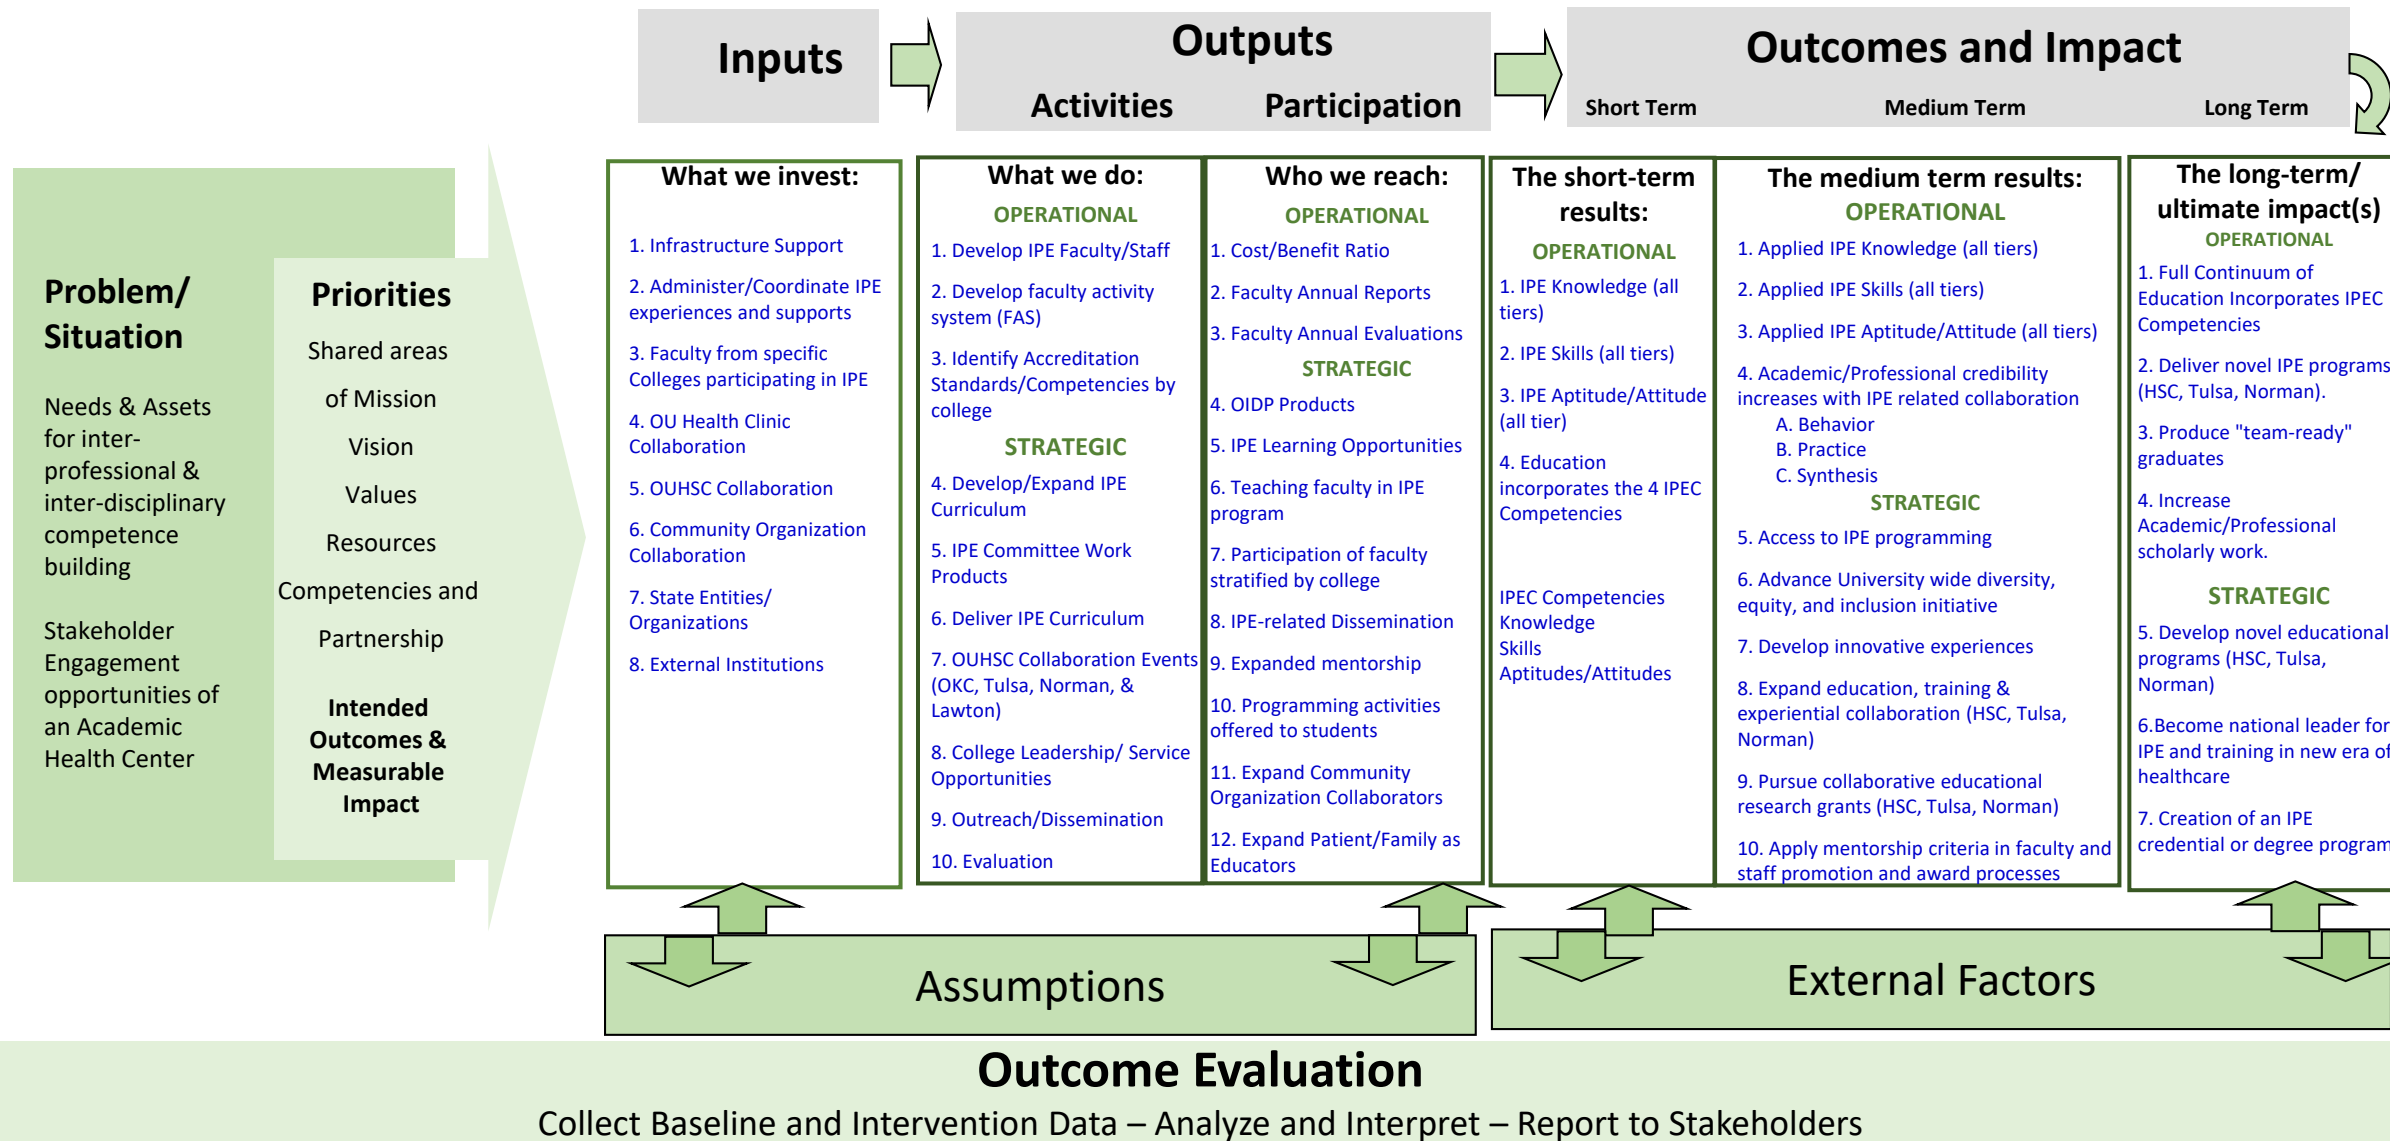 Inputs
Outputs
Activities
Participation
Outcomes and Impact
Short Term
Medium Term
Long Term
Problem/
Situation
Needs & Assets
for inter-
professional &
inter-disciplinary
competence
building
Stakeholder
Engagement
opportunities of
an Academic
Health Center
Priorities
Shared areas
of Mission
Vision
Values
Resources
Competencies and
Partnership
Intended
Outcomes &
Measurable
Impact
What we invest:
1. Infrastructure Support
2. Administer/Coordinate IPE
experiences and supports
3. Faculty from specific
Colleges participating in IPE
4. OU Health Clinic
Collaboration
5. OUHSC Collaboration
6. Community Organization
Collaboration
7. State Entities/
Organizations
8. External Institutions
What we do:
OPERATIONAL
1. Develop IPE Faculty/Staff
2. Develop faculty activity
system (FAS)
3. Identify Accreditation
Standards/Competencies by
college
STRATEGIC
4. Develop/Expand IPE
Curriculum
5. IPE Committee Work
Products
6. Deliver IPE Curriculum
7. OUHSC Collaboration Events
(OKC, Tulsa, Norman, &
Lawton)
8. College Leadership/ Service
Opportunities
9. Outreach/Dissemination
10. Evaluation
Who we reach:
OPERATIONAL
1. Cost/Benefit Ratio
2. Faculty Annual Reports
3. Faculty Annual Evaluations
STRATEGIC
4. OIDP Products
5. IPE Learning Opportunities
6. Teaching faculty in IPE
program
7. Participation of faculty
stratified by college
8. IPE-related Dissemination
9. Expanded mentorship
10. Programming activities
offered to students
11. Expand Community
Organization Collaborators
12. Expand Patient/Family as
Educators
The short-term
results:
OPERATIONAL
1. IPE Knowledge (all
tiers)
2. IPE Skills (all tiers)
3. IPE Aptitude/Attitude
(all tier)
4. Education
incorporates the 4 IPEC
Competencies
IPEC Competencies
Knowledge
Skills
Aptitudes/Attitudes
The medium term results:
OPERATIONAL
1. Applied IPE Knowledge (all tiers)
2. Applied IPE Skills (all tiers)
3. Applied IPE Aptitude/Attitude (all tiers)
4. Academic/Professional credibility
increases with IPE related collaboration
A. Behavior
B. Practice
C. Synthesis
STRATEGIC
5. Access to IPE programming
6. Advance University wide diversity,
equity, and inclusion initiative
7. Develop innovative experiences
8. Expand education, training &
experiential collaboration (HSC, Tulsa,
Norman)
9. Pursue collaborative educational
research grants (HSC, Tulsa, Norman)
10. Apply mentorship criteria in faculty and
staff promotion and award processes
The long-term/
ultimate impact(s)
OPERATIONAL
1. Full Continuum of
Education Incorporates IPEC
Competencies
2. Deliver novel IPE programs
(HSC, Tulsa, Norman).
3. Produce "team-ready"
graduates
4. Increase
Academic/Professional
scholarly work.
STRATEGIC
5. Develop novel educational
programs (HSC, Tulsa,
Norman)
6.Become national leader for
IPE and training in new era of
healthcare
7. Creation of an IPE
credential or degree program
Assumptions
External Factors
Outcome Evaluation
Collect Baseline and Intervention Data – Analyze and Interpret – Report to Stakeholders